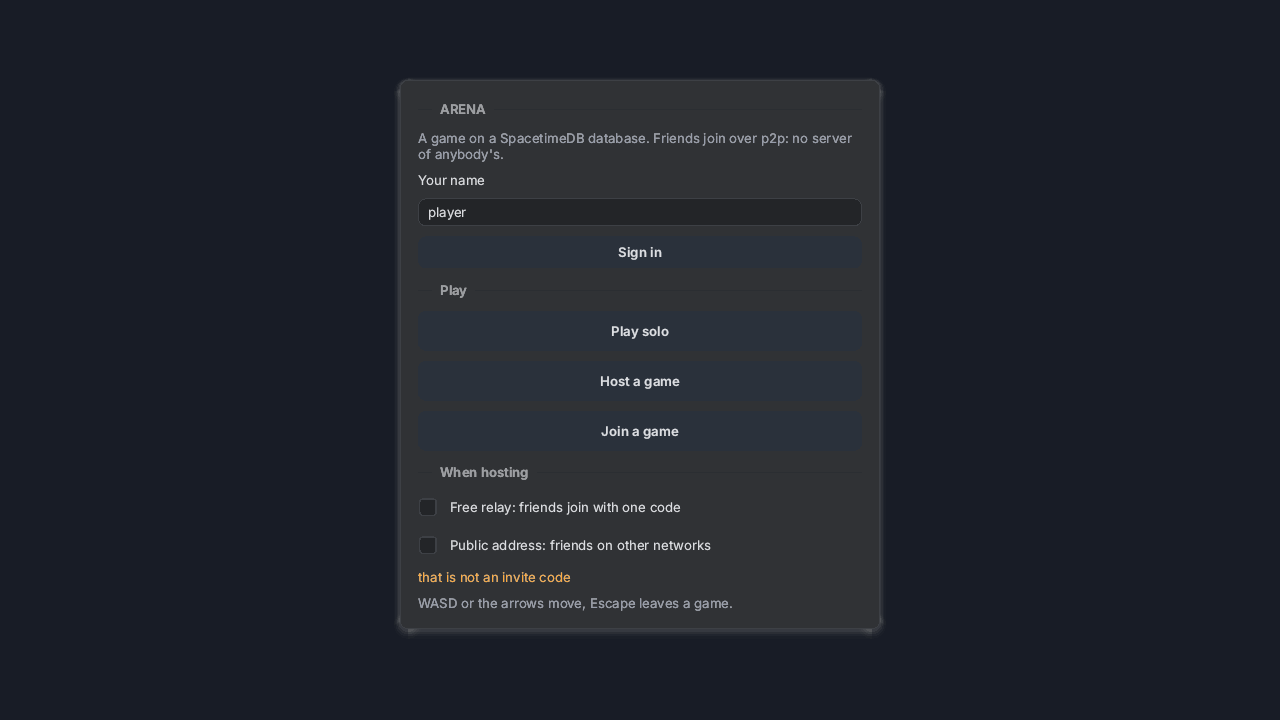 ARENA
A game on a SpacetimeDB database. Friends join over p2p: no server
of anybody's.
Your name
player
Sign in
Play
Play solo
Host a game
Join a game
When hosting
Free relay: friends join with one code
Public address: friends on other networks
that is not an invite code
WASD or the arrows move, Escape leaves a game.